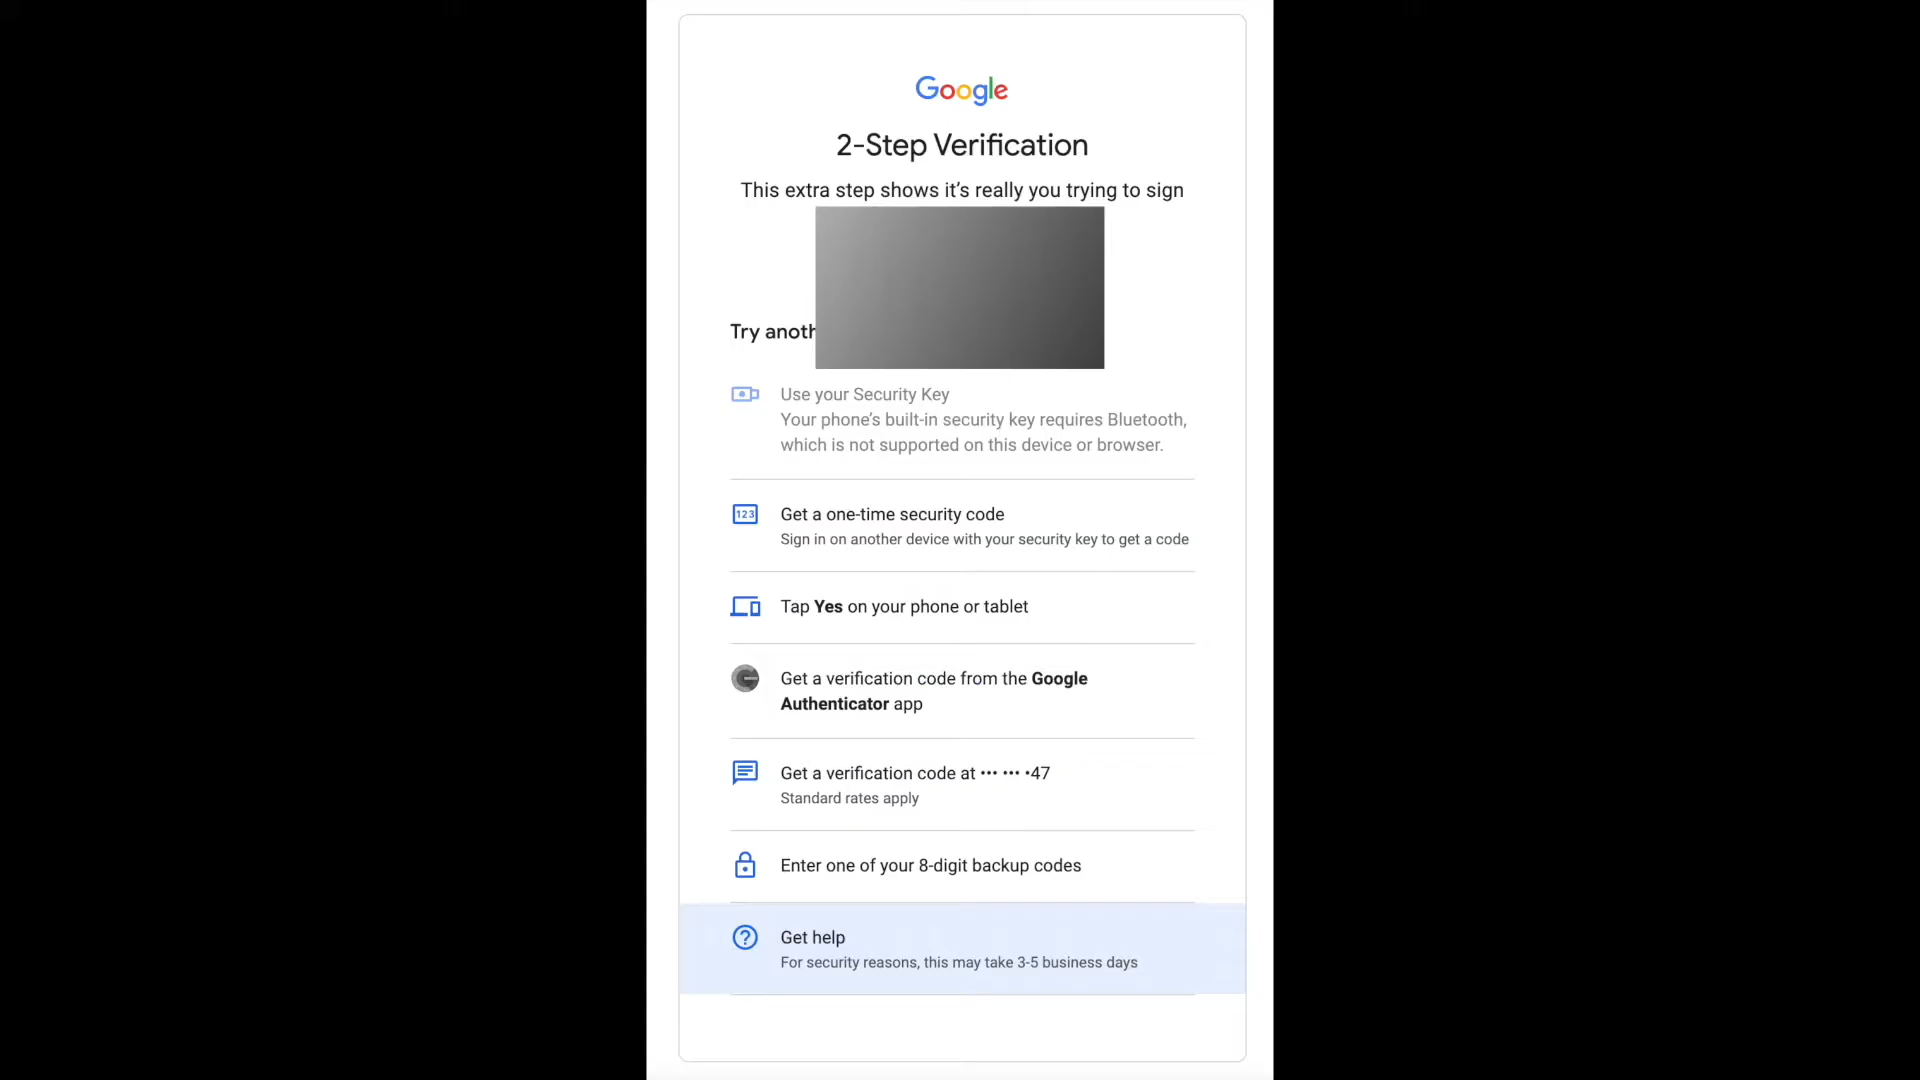 Google
2-Step Verification
This extra step shows it’s really you trying to sign
Try
Use your Security Key
Your phone’s built-in security key requires Bluetooth,
which is not supported on this device or browser.
123
Get a one-time security code
Sign in on another device with your security key to get a code
Tap Yes on your phone or tablet
Get a verification code from the Google
Authenticator app
Get a verification code at ••• ••• •47
Standard rates apply
Enter one of your 8-digit backup codes
?
Get help
For security reasons, this may take 3-5 business days